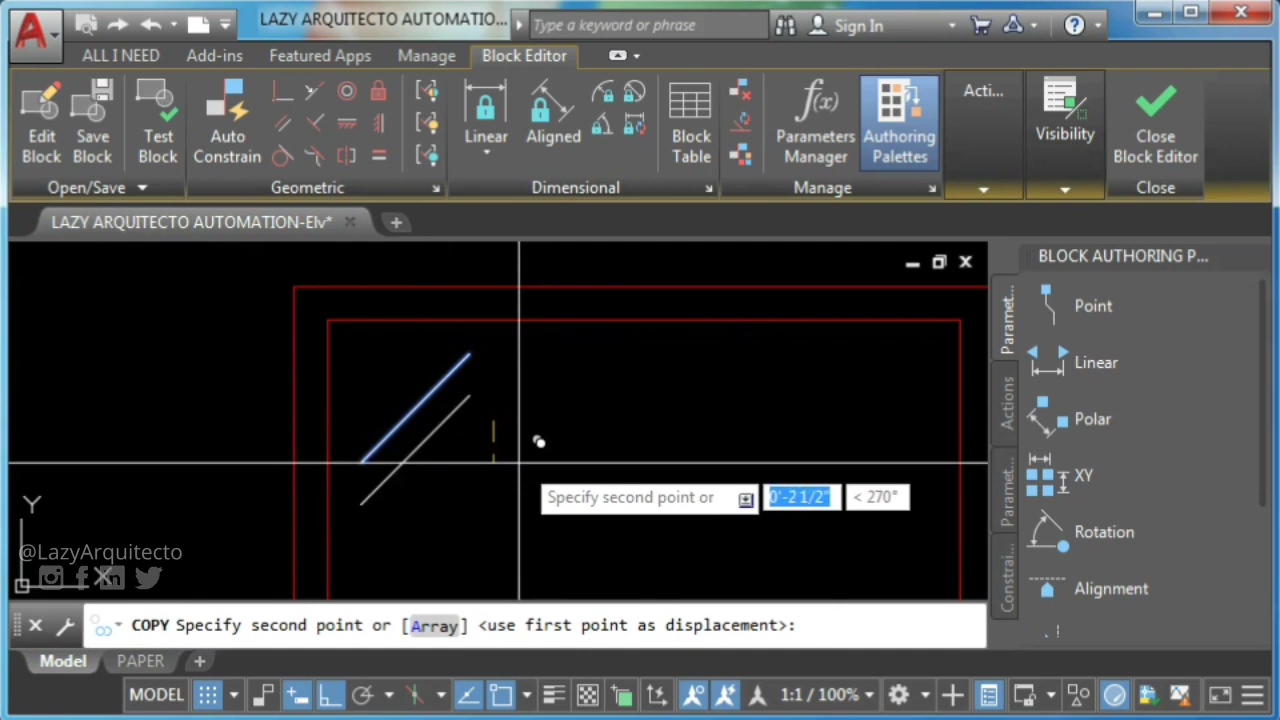 LAZY ARQUITECTO AUTOMATIO...
Type a keyword or phrase
Sign In
ALL I NEED
Add-ins
Featured Apps
Manage
Block Editor
Edit Block
Save Block
Test Block
Auto Constrain
Linear
Aligned
Block Table
f(x)
Parameters Manager
Authoring Palettes
Acti...
Visibility
Close Block Editor
Open/Save
Geometric
Dimensional
Manage
Close
LAZY ARQUITECTO AUTOMATION-Elv*
BLOCK AUTHORING P...
Paramet...
Actions
Paramet...
Constrai...
Point
Linear
Polar
XY
Rotation
Alignment
Specify second point or
0'-2 1/2"
< 270°
Y
X
@LazyArquitecto
COPY Specify second point or [Array] <use first point as displacement>:
Model
PAPER
MODEL
1:1 / 100%